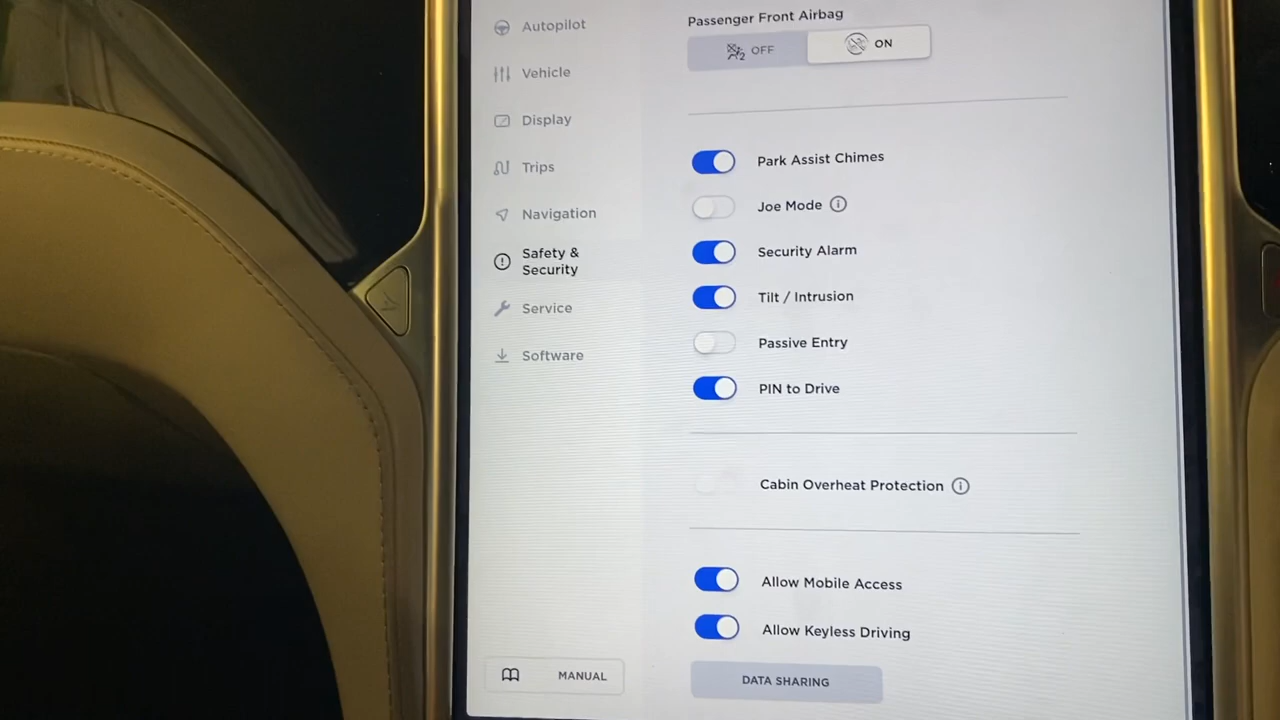 Autopilot
Vehicle
Display
Trips
Navigation
Safety &
Security
Service
Software
MANUAL
Passenger Front Airbag
OFF
ON
Park Assist Chimes
Joe Mode
Security Alarm
Tilt / Intrusion
Passive Entry
PIN to Drive
Cabin Overheat Protection
Allow Mobile Access
Allow Keyless Driving
DATA SHARING